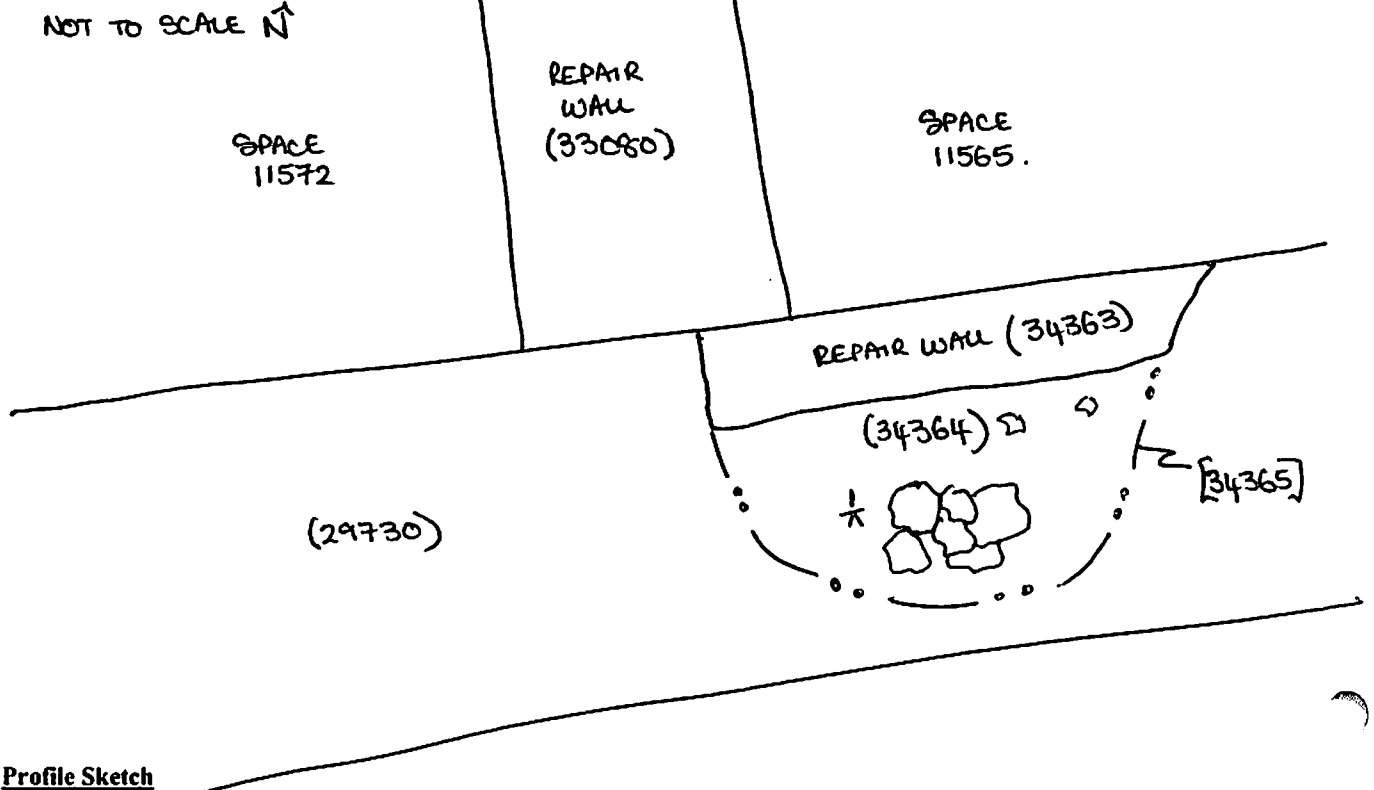 NOT TO SCALE N
REPAIR
WALL
(33080)
SPACE
11572
SPACE
11565.
REPAIR WALL (34363)
(34364)
[34365]
(29730)
Profile Sketch